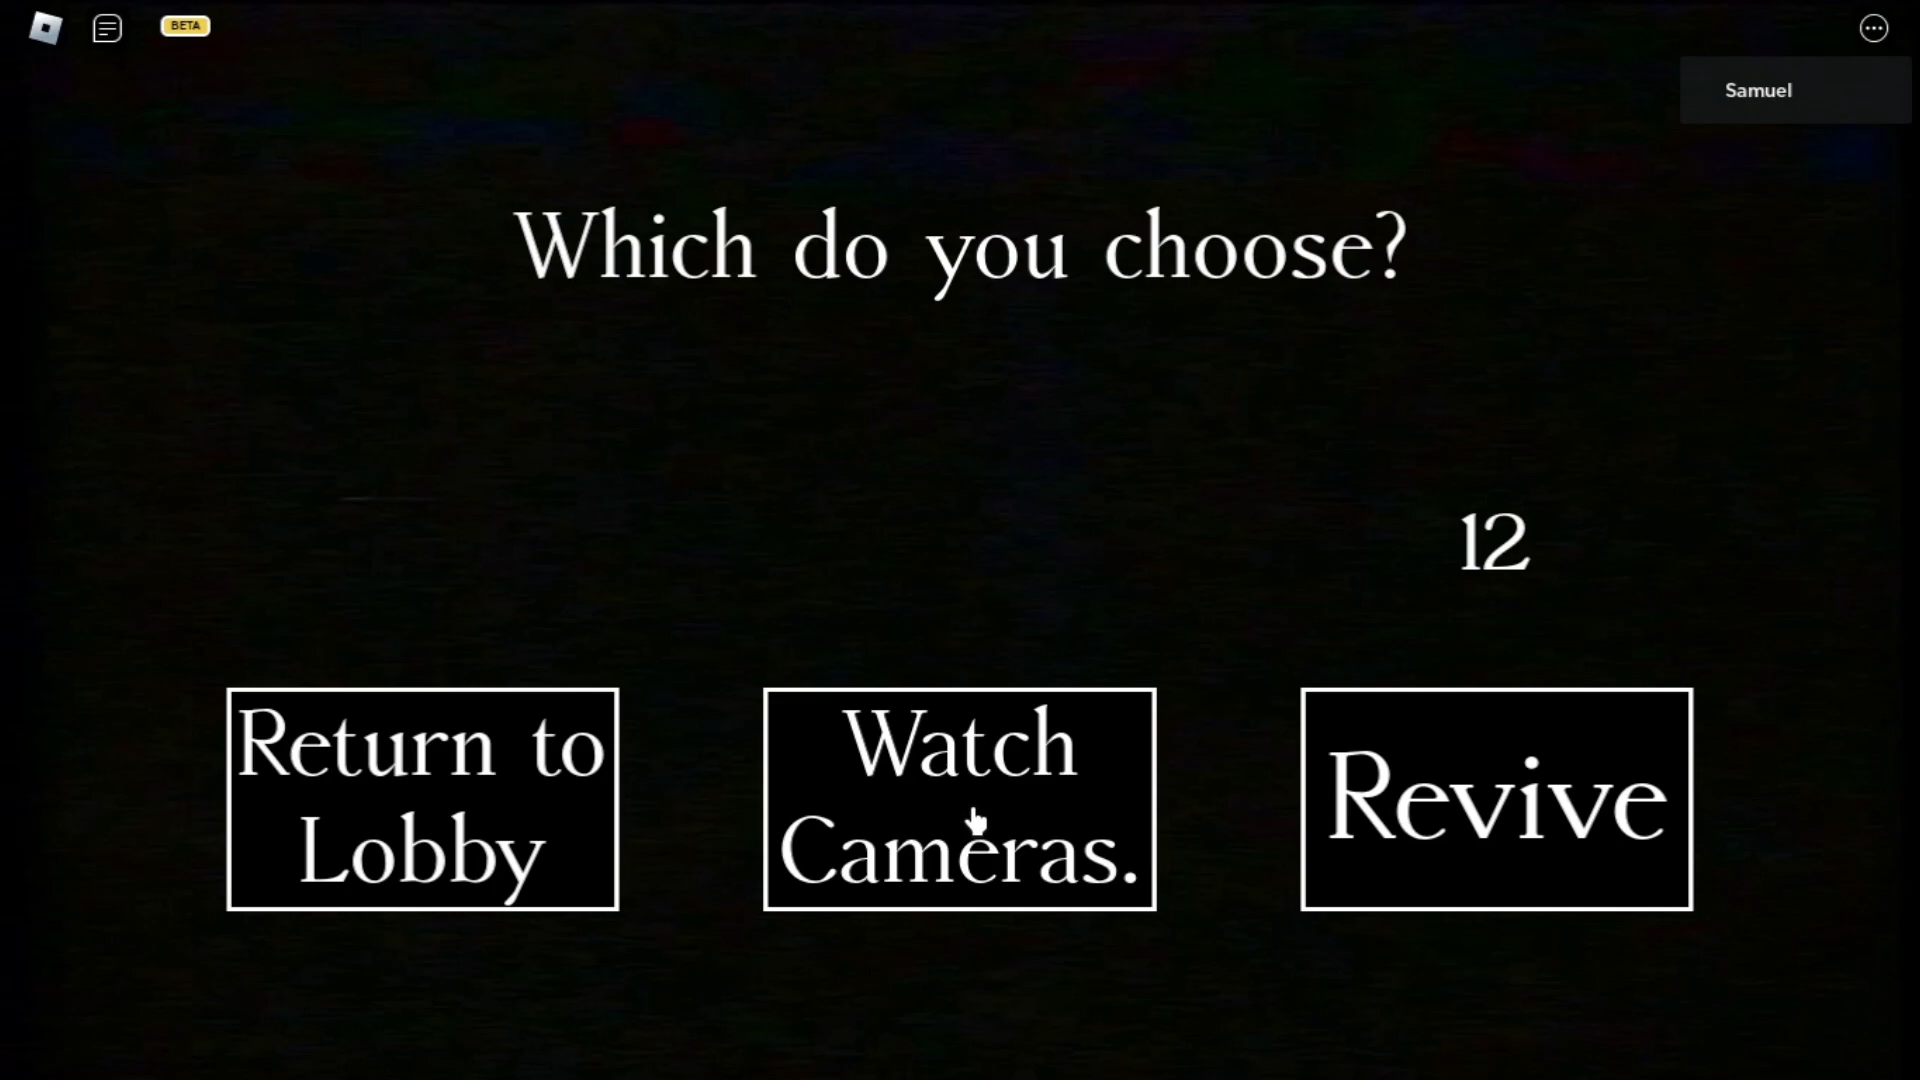 BETA
Samuel
Which do you choose?
12
Return to
Lobby
Watch
Cameras.
Revive